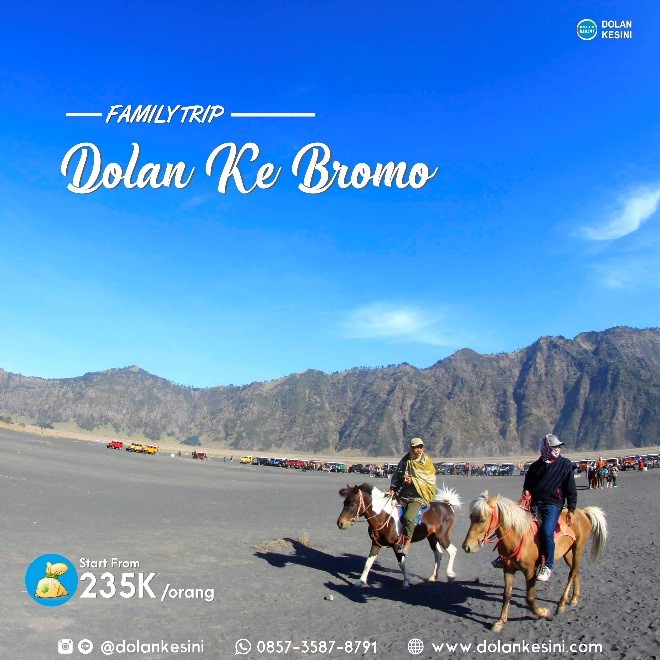 DOLAN
KESINI
FAMILY TRIP
Dolan Ke Bromo
Start From
235K /orang
@dolankesini 0857-3587-8791 www.dolankesini.com